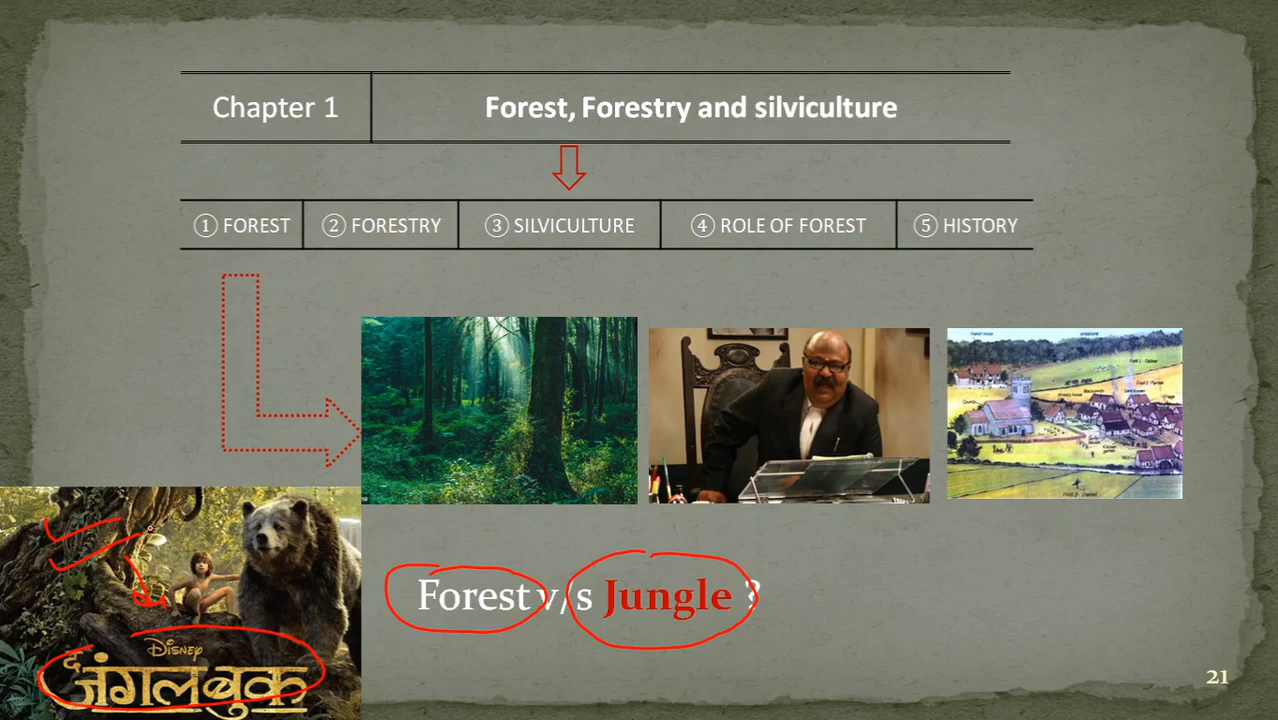 Chapter 1
Forest, Forestry and silviculture
① FOREST
② FORESTRY
③ SILVICULTURE
④ ROLE OF FOREST
⑤ HISTORY
Forest v/s Jungle ?
DISNEY
द जंगल बुक
21